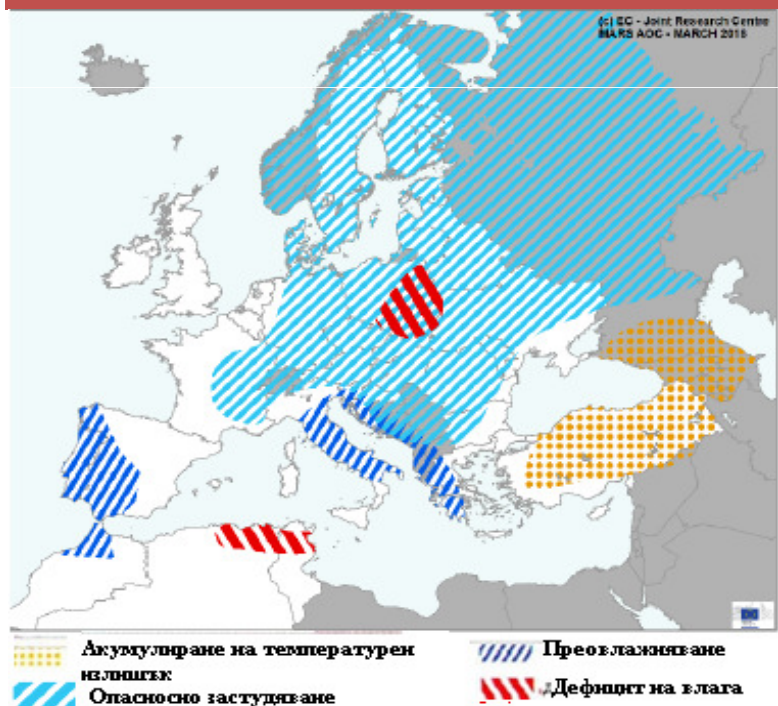 (c) EC - Joint Research Centre
MARS AOC - MARCH 2018
Акумулиране на температурен
излишък
Опасносно застудяване
Преовлажняване
Дефицит на влага